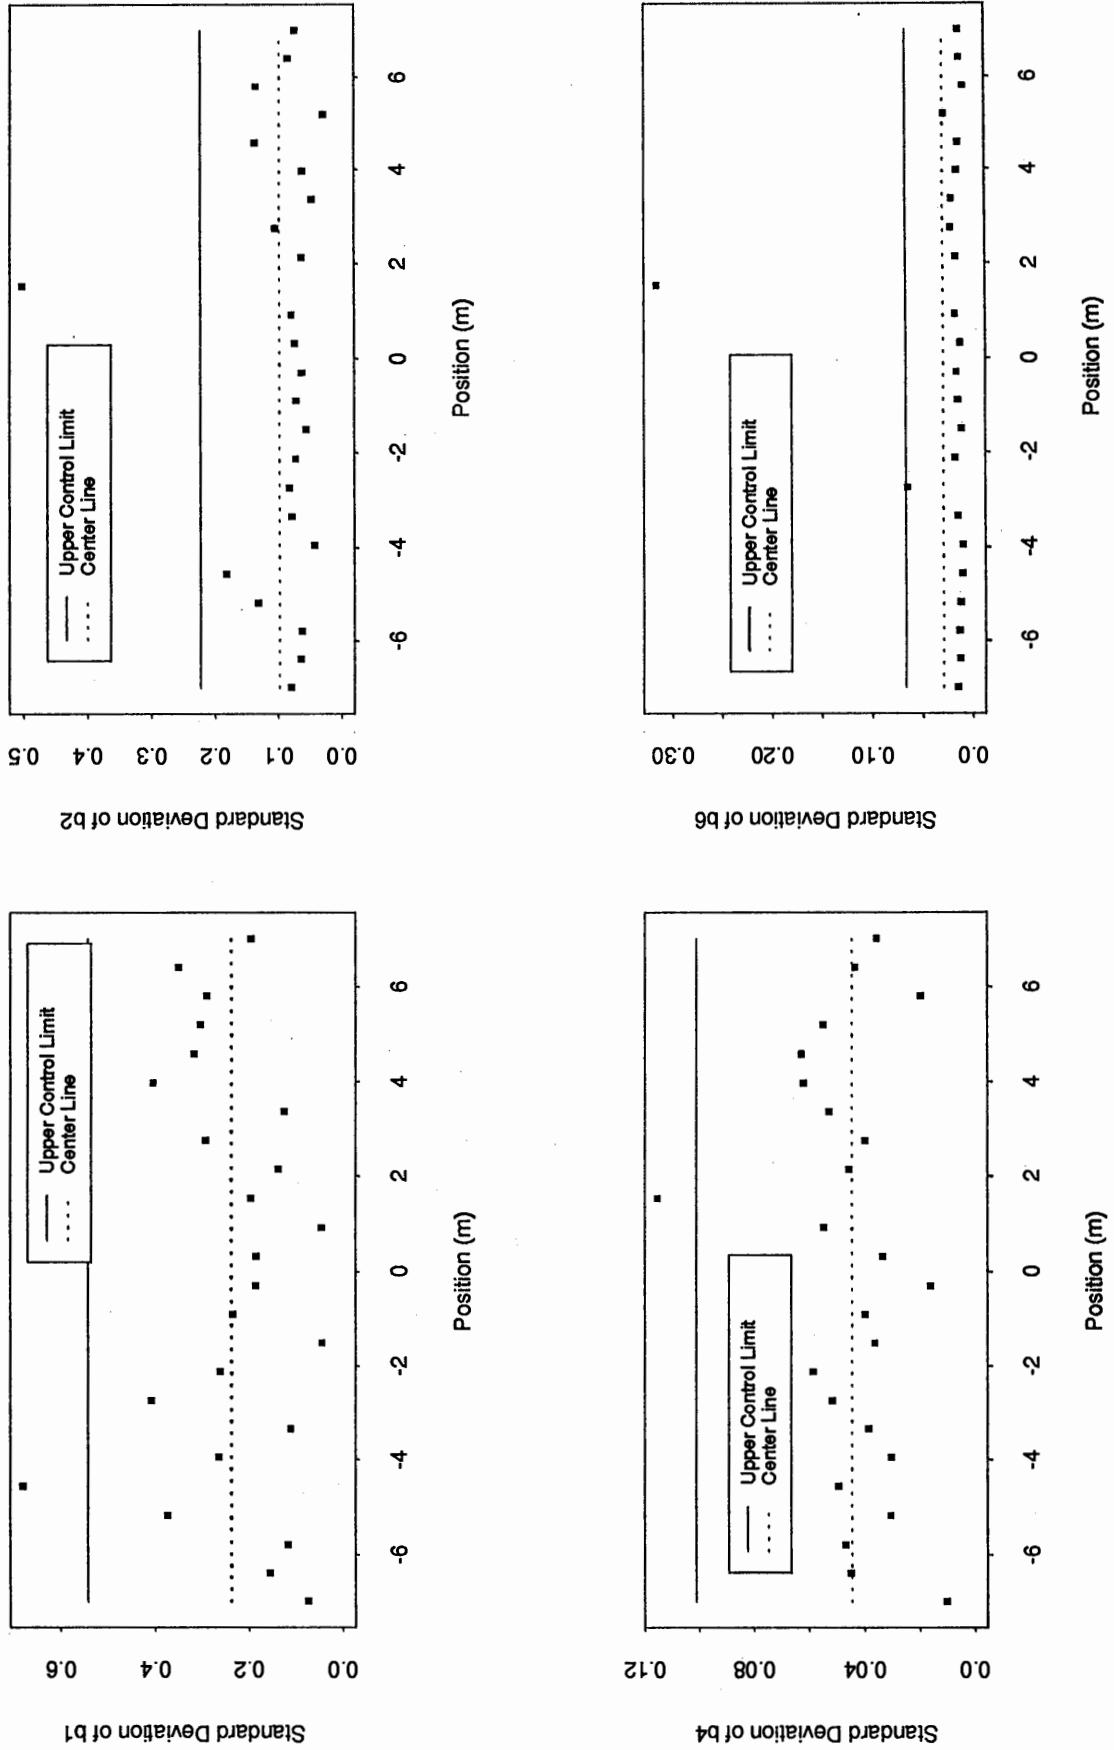 Standard Deviation of b1
0.6
0.4
0.2
0.0
Upper Control Limit
Center Line
-6 -4 -2 0 2 4 6
Position (m)
Standard Deviation of b2
0.5
0.4
0.3
0.2
0.1
0.0
Upper Control Limit
Center Line
-6 -4 -2 0 2 4 6
Position (m)
Standard Deviation of b4
0.12
0.08
0.04
0.0
Upper Control Limit
Center Line
-6 -4 -2 0 2 4 6
Position (m)
Standard Deviation of b6
0.30
0.20
0.10
0.0
Upper Control Limit
Center Line
-6 -4 -2 0 2 4 6
Position (m)